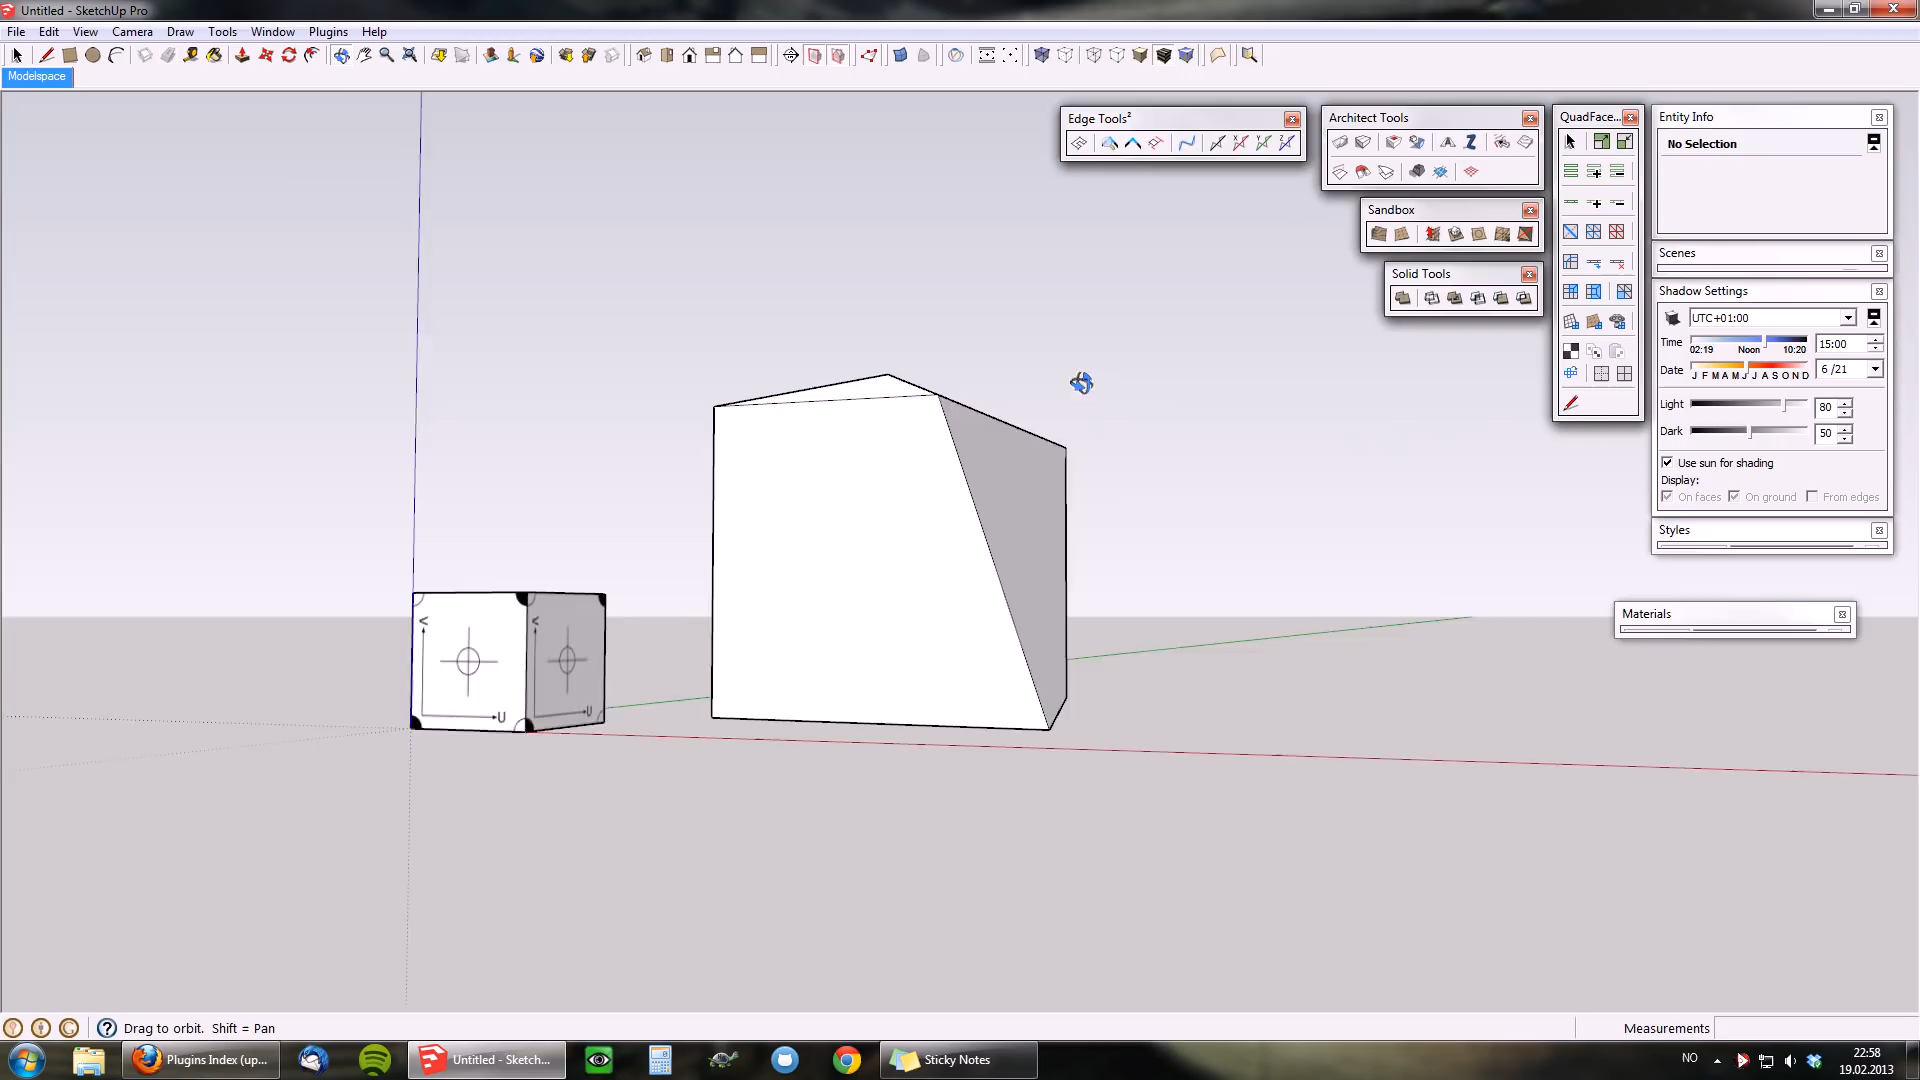 Untitled - SketchUp Pro
File Edit View Camera Draw Tools Window Plugins Help
Modelspace
Edge Tools²
Architect Tools
QuadFace...
Sandbox
Solid Tools
Entity Info
No Selection
Scenes
Shadow Settings
UTC+01:00
Time 02:19 Noon 10:20 15:00
Date J F M A M J J A S O N D 6 /21
Light 80
Dark 50
Use sun for shading
Display:
On faces On ground From edges
Styles
Materials
V V
U U
Drag to orbit. Shift = Pan
Measurements
Plugins Index (up...
Untitled - Sketch...
Sticky Notes
NO
22:58
19.02.2013